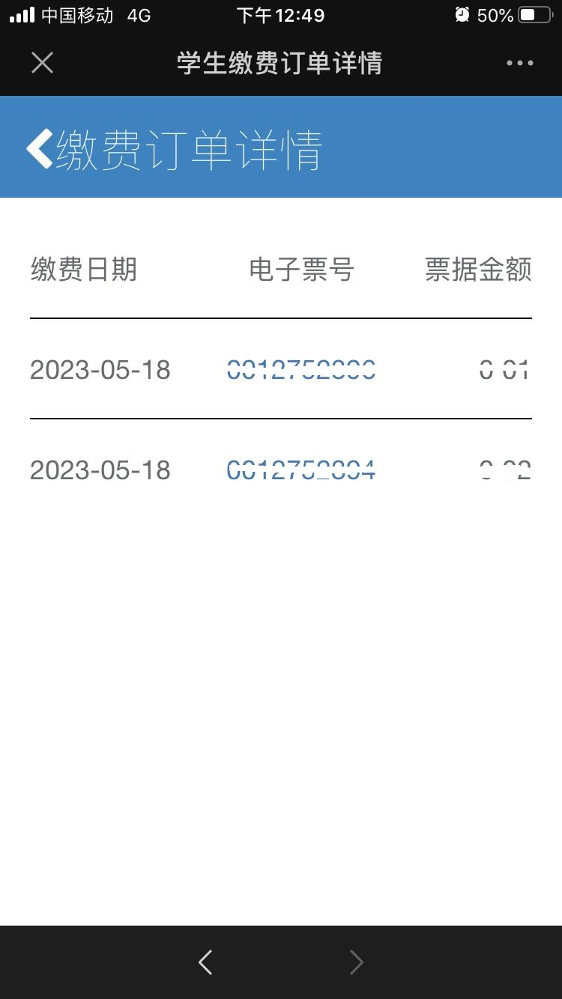 中国移动 4G 下午12:49 50%
学生缴费订单详情
缴费订单详情
缴费日期 电子票号 票据金额
2023-05-18
2023-05-18